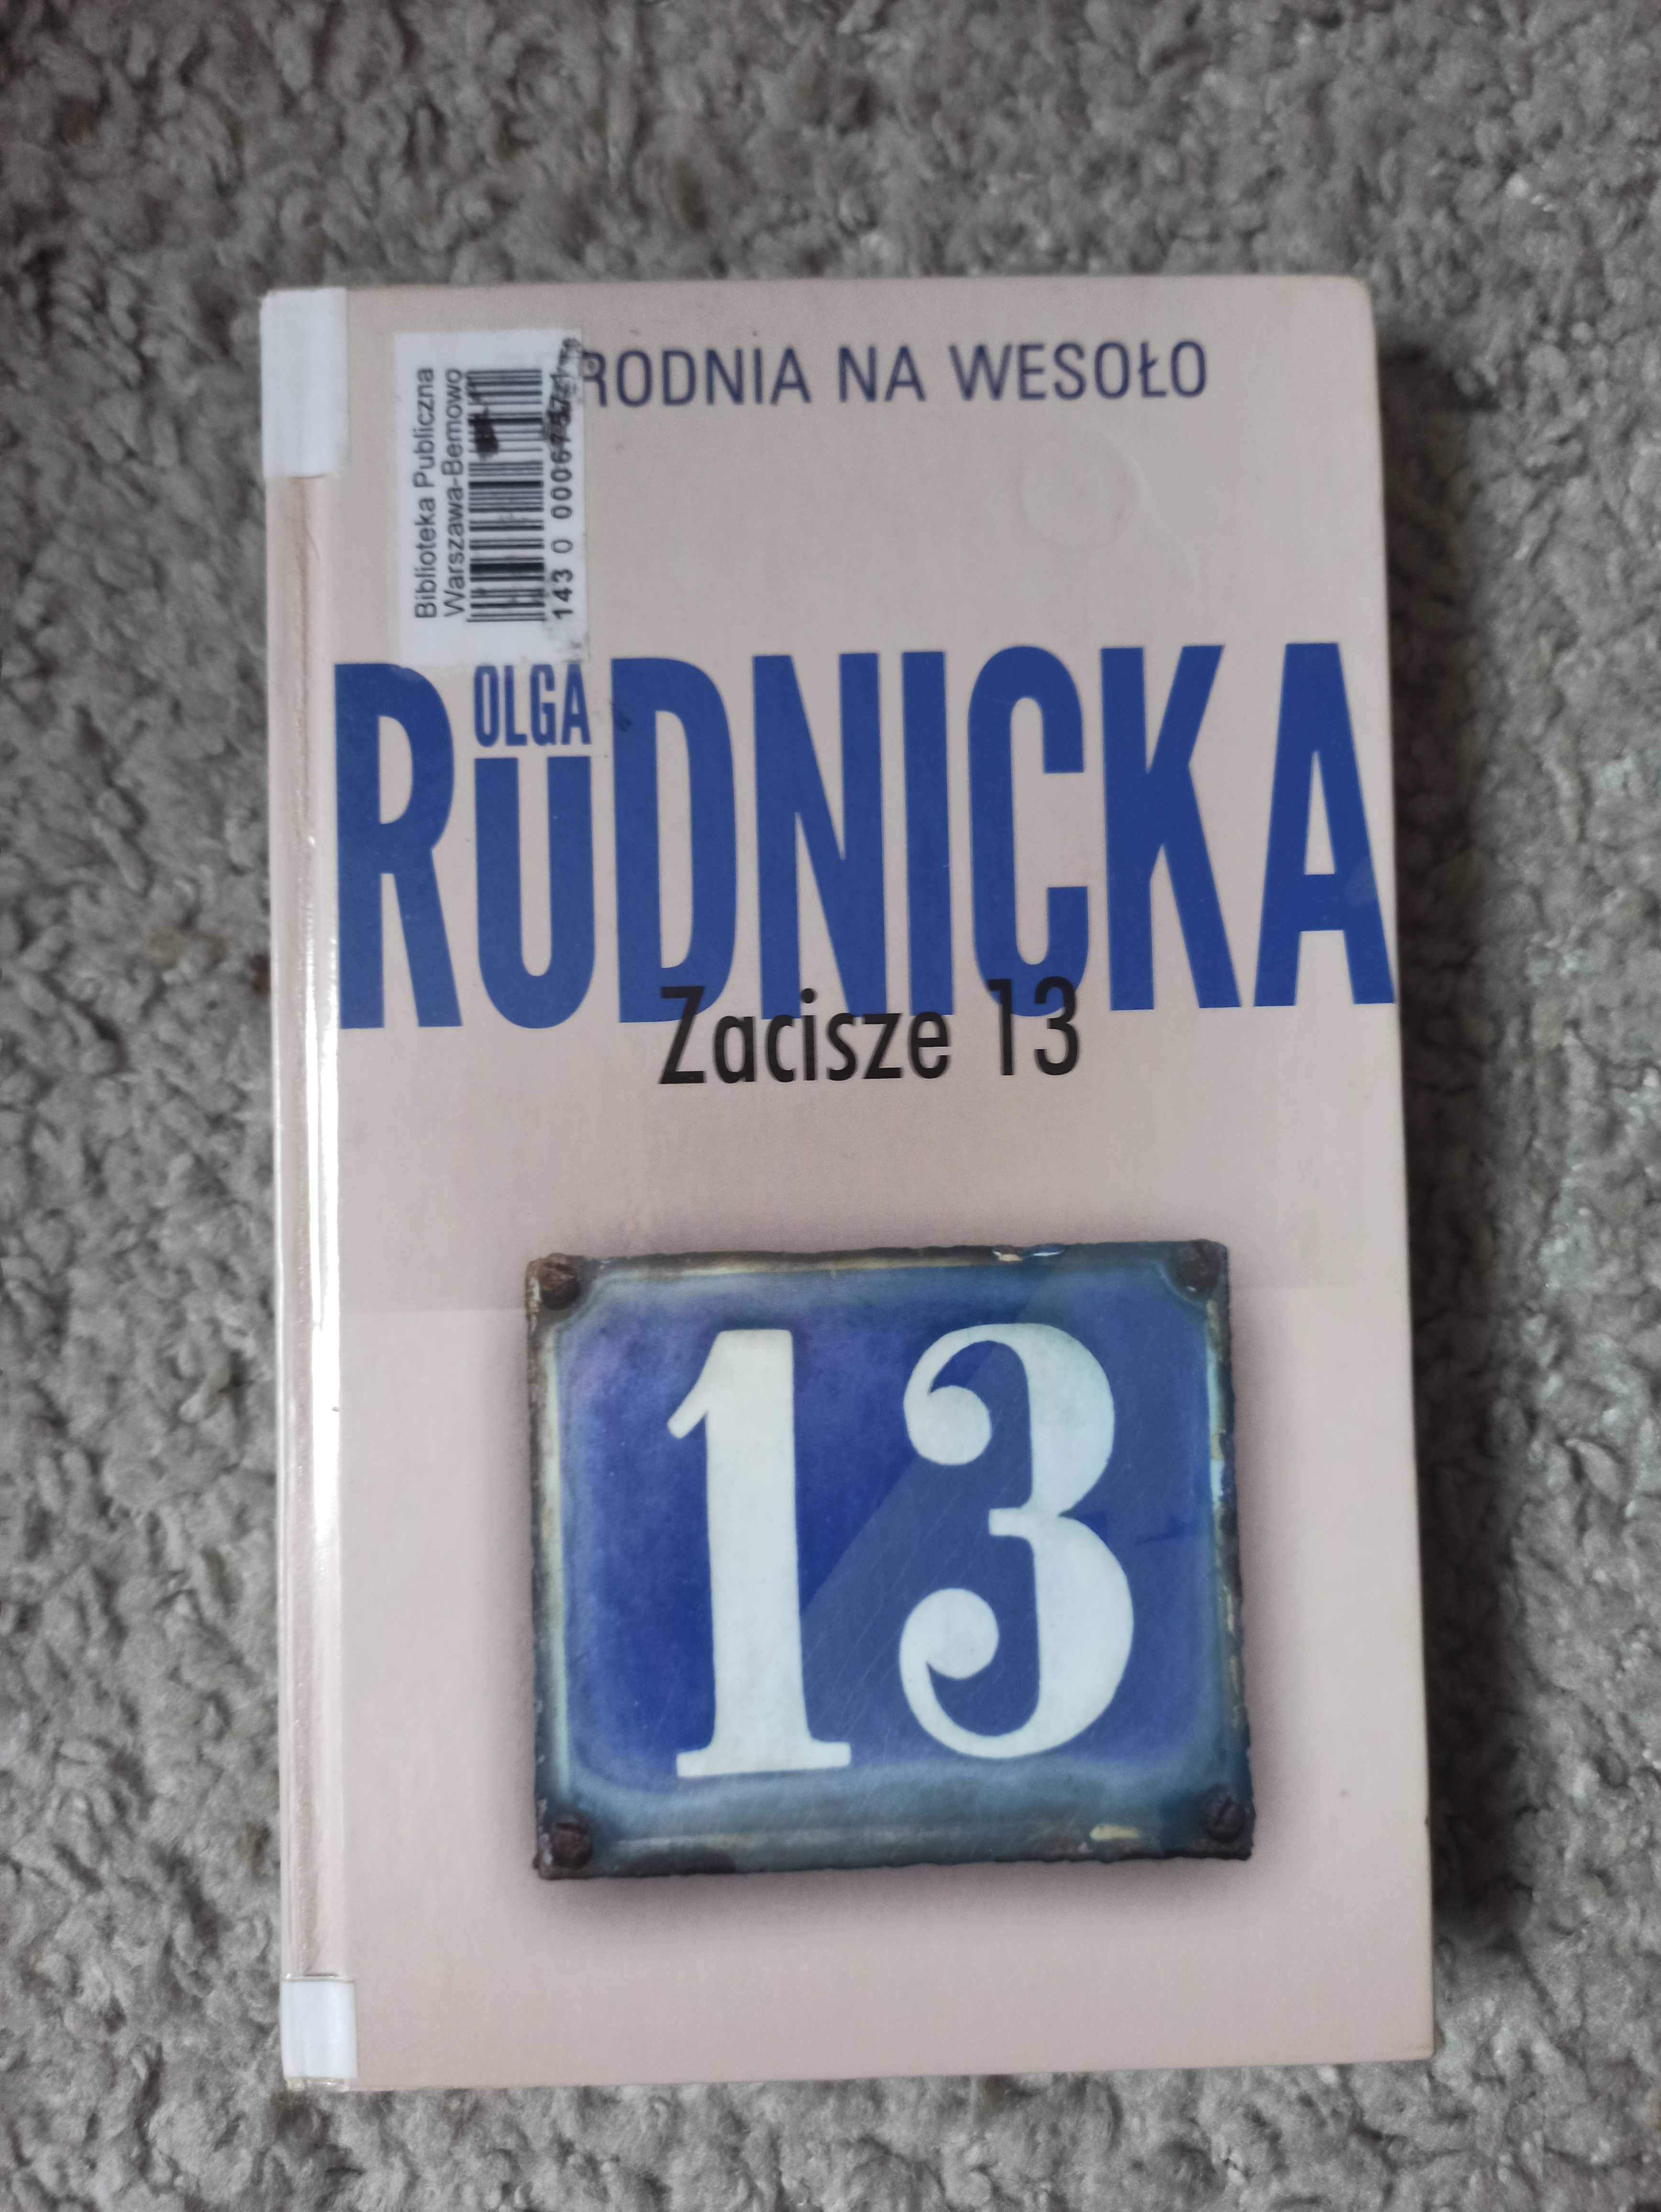 RODNIA NA WESOŁO
Biblioteka Publiczna
Warszawa-Bemowo
OLGA
RUDNICKA
Zacisze 13
13